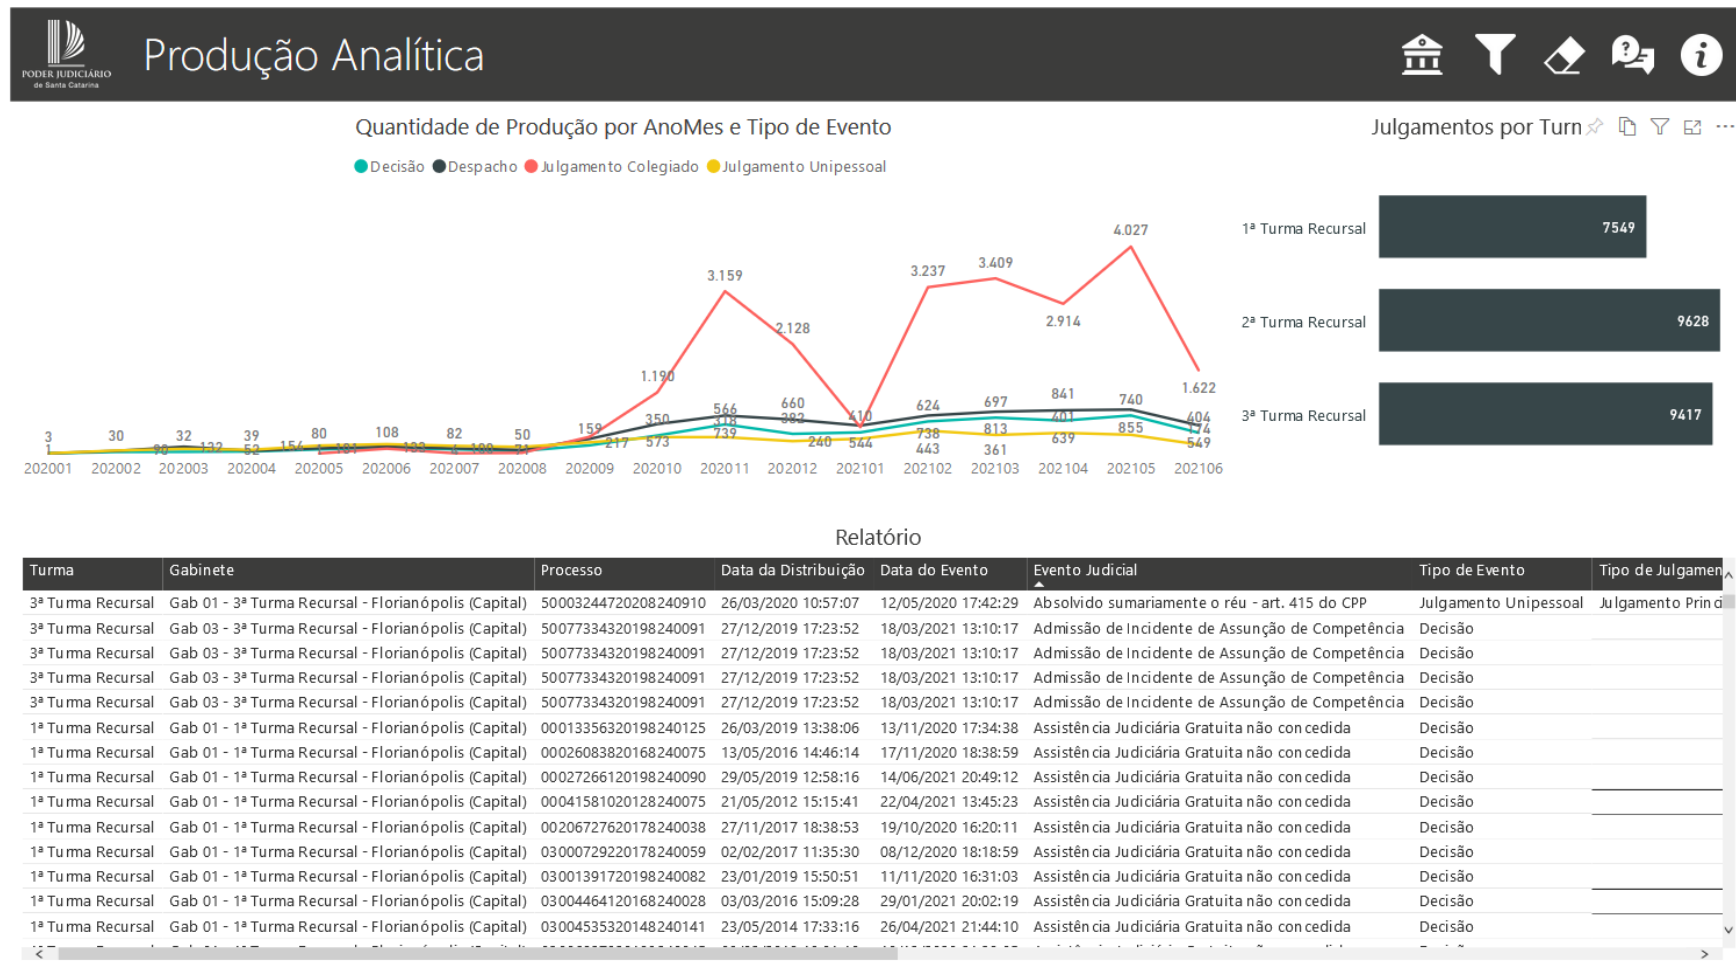 PODER JUDICIÁRIO
de Santa Catarina
Produção Analítica
Quantidade de Produção por AnoMes e Tipo de Evento
Decisão Despacho Julgamento Colegiado Julgamento Unipessoal
4.027
3.409
3.237
3.159
2.914
2.128
1.622
1.190
841
740
697
660
624
566
410
404
350
318
382
401
174
159
3 30 32 39 80 108 82 50
1 90 132 52 154 181 4 100 217 573 739 240 544 738 813 639 855 549
443 361
202001 202002 202003 202004 202005 202006 202007 202008 202009 202010 202011 202012 202101 202102 202103 202104 202105 202106
Julgamentos por Turn
1ª Turma Recursal 7549
2ª Turma Recursal 9628
3ª Turma Recursal 9417
Relatório
Turma Gabinete Processo Data da Distribuição Data do Evento Evento Judicial Tipo de Evento Tipo de Julgamen
3ª Turma Recursal Gab 01 - 3ª Turma Recursal - Florianópolis (Capital) 50003244720208240910 26/03/2020 10:57:07 12/05/2020 17:42:29 Absolvido sumariamente o réu - art. 415 do CPP Julgamento Unipessoal Julgamento Princi
3ª Turma Recursal Gab 03 - 3ª Turma Recursal - Florianópolis (Capital) 50077334320198240091 27/12/2019 17:23:52 18/03/2021 13:10:17 Admissão de Incidente de Assunção de Competência Decisão
3ª Turma Recursal Gab 03 - 3ª Turma Recursal - Florianópolis (Capital) 50077334320198240091 27/12/2019 17:23:52 18/03/2021 13:10:17 Admissão de Incidente de Assunção de Competência Decisão
3ª Turma Recursal Gab 03 - 3ª Turma Recursal - Florianópolis (Capital) 50077334320198240091 27/12/2019 17:23:52 18/03/2021 13:10:17 Admissão de Incidente de Assunção de Competência Decisão
3ª Turma Recursal Gab 03 - 3ª Turma Recursal - Florianópolis (Capital) 50077334320198240091 27/12/2019 17:23:52 18/03/2021 13:10:17 Admissão de Incidente de Assunção de Competência Decisão
1ª Turma Recursal Gab 01 - 1ª Turma Recursal - Florianópolis (Capital) 00013356320198240125 26/03/2019 13:38:06 13/11/2020 17:34:38 Assistência Judiciária Gratuita não concedida Decisão
1ª Turma Recursal Gab 01 - 1ª Turma Recursal - Florianópolis (Capital) 00026083820168240075 13/05/2016 14:46:14 17/11/2020 18:38:59 Assistência Judiciária Gratuita não concedida Decisão
1ª Turma Recursal Gab 01 - 1ª Turma Recursal - Florianópolis (Capital) 00027266120198240090 29/05/2019 12:58:16 14/06/2021 20:49:12 Assistência Judiciária Gratuita não concedida Decisão
1ª Turma Recursal Gab 01 - 1ª Turma Recursal - Florianópolis (Capital) 00041581020128240075 21/05/2012 15:15:41 22/04/2021 13:45:23 Assistência Judiciária Gratuita não concedida Decisão
1ª Turma Recursal Gab 01 - 1ª Turma Recursal - Florianópolis (Capital) 00206727620178240038 27/11/2017 18:38:53 19/10/2020 16:20:11 Assistência Judiciária Gratuita não concedida Decisão
1ª Turma Recursal Gab 01 - 1ª Turma Recursal - Florianópolis (Capital) 03000729220178240059 02/02/2017 11:35:30 08/12/2020 18:18:59 Assistência Judiciária Gratuita não concedida Decisão
1ª Turma Recursal Gab 01 - 1ª Turma Recursal - Florianópolis (Capital) 03001391720198240082 23/01/2019 15:50:51 11/11/2020 16:31:03 Assistência Judiciária Gratuita não concedida Decisão
1ª Turma Recursal Gab 01 - 1ª Turma Recursal - Florianópolis (Capital) 03004464120168240028 03/03/2016 15:09:28 29/01/2021 20:02:19 Assistência Judiciária Gratuita não concedida Decisão
1ª Turma Recursal Gab 01 - 1ª Turma Recursal - Florianópolis (Capital) 03004535320148240141 23/05/2014 17:33:16 26/04/2021 21:44:10 Assistência Judiciária Gratuita não concedida Decisão